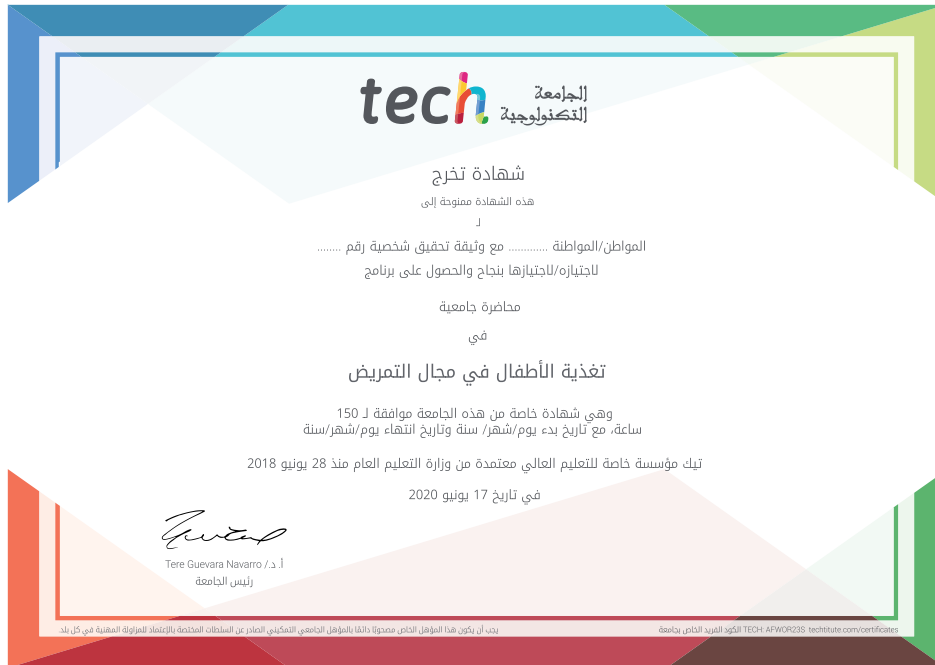 tech
الجامعة
التكنولوجية
شهادة تخرج
هذه الشهادة ممنوحة إلى
لـ
المواطن/المواطنة ............ مع وثيقة تحقيق شخصية رقم ........
لاجتيازه/لاجتيازها بنجاح والحصول على برنامج
محاضرة جامعية
في
تغذية الأطفال في مجال التمريض
وهي شهادة خاصة من هذه الجامعة موافقة لـ 150
ساعة، مع تاريخ بدء يوم/شهر/ سنة وتاريخ انتهاء يوم/شهر/سنة
تيك مؤسسة خاصة للتعليم العالي معتمدة من وزارة التعليم العام منذ 28 يونيو 2018
في تاريخ 17 يونيو 2020
أ. د./ Tere Guevara Navarro
رئيس الجامعة
يجب أن يكون هذا المؤهل الخاص مصحوبًا دائمًا بالمؤهل الجامعي التمكيني الصادر عن السلطات المختصة بالإعتماد للمزاولة المهنية في كل بلد.
الكود الفريد الخاص بجامعة TECH: AFWOR23S techtitute.com/certificates